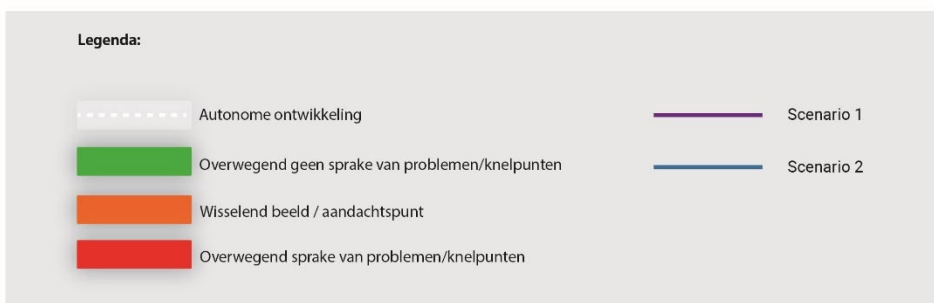 Legenda:
Autonome ontwikkeling
Scenario 1
Overwegend geen sprake van problemen/knelpunten
Scenario 2
Wisselend beeld / aandachtspunt
Overwegend sprake van problemen/knelpunten